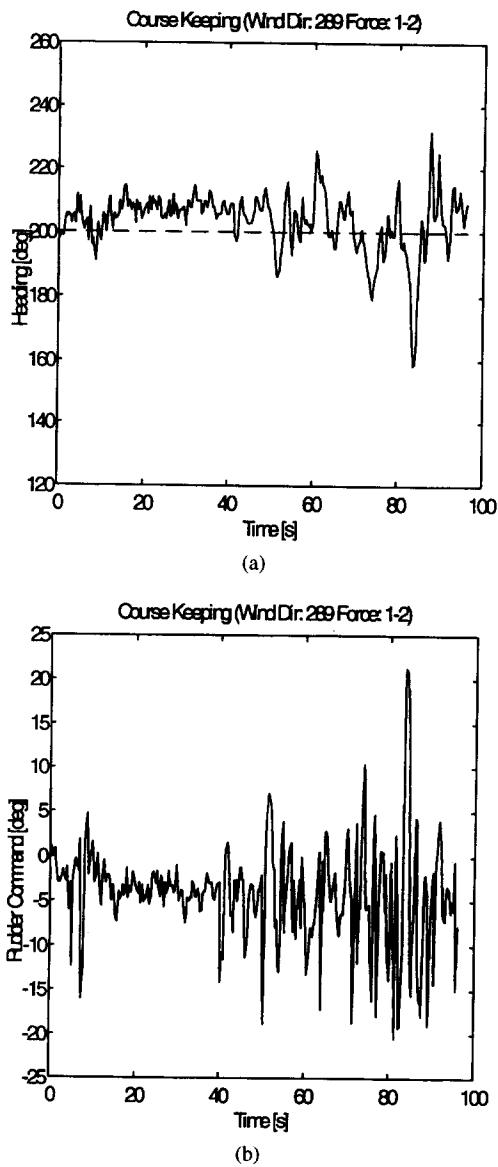 Course Keeping (Wind Dir: 289 Force: 1-2)
260
240
220
200
180
160
140
120
Heading [deg]
0 20 40 60 80 100
Time [s]
(a)
Course Keeping (Wind Dir: 289 Force: 1-2)
25
20
15
10
5
0
-5
-10
-15
-20
-25
Rudder Command [deg]
0 20 40 60 80 100
Time [s]
(b)